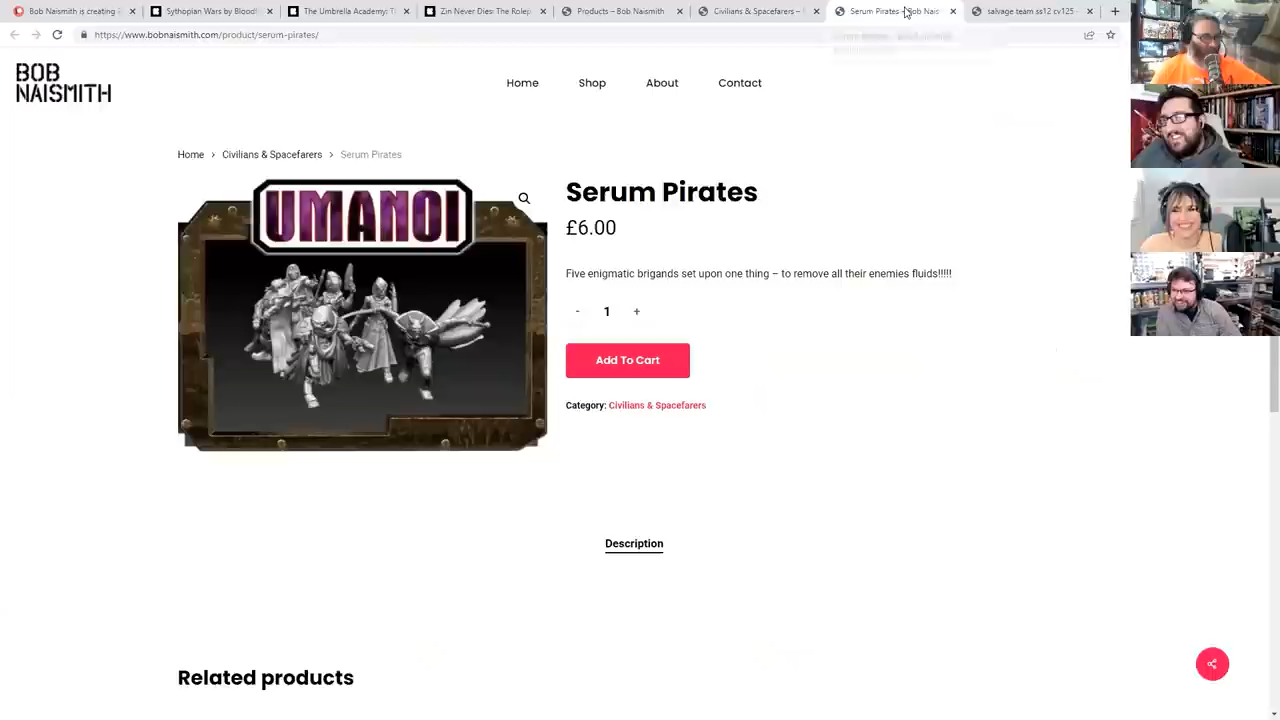 Bob Naismith is creating
Sythopian Wars by Bob
The Umbrella Academy: T
Zin Never Dies: The Rolep
Products – Bob Naismith
Civilians & Spacefarers –
Serum Pirates – Bob Nais
salvage team ss12 cv125
https://www.bobnaismith.com/product/serum-pirates/
BOB
NAISMITH
Home
Shop
About
Contact
Home › Civilians & Spacefarers › Serum Pirates
UMANOI
Serum Pirates
£6.00
Five enigmatic brigands set upon one thing – to remove all their enemies fluids!!!!!
- 1 +
Add To Cart
Category: Civilians & Spacefarers
Description
Related products